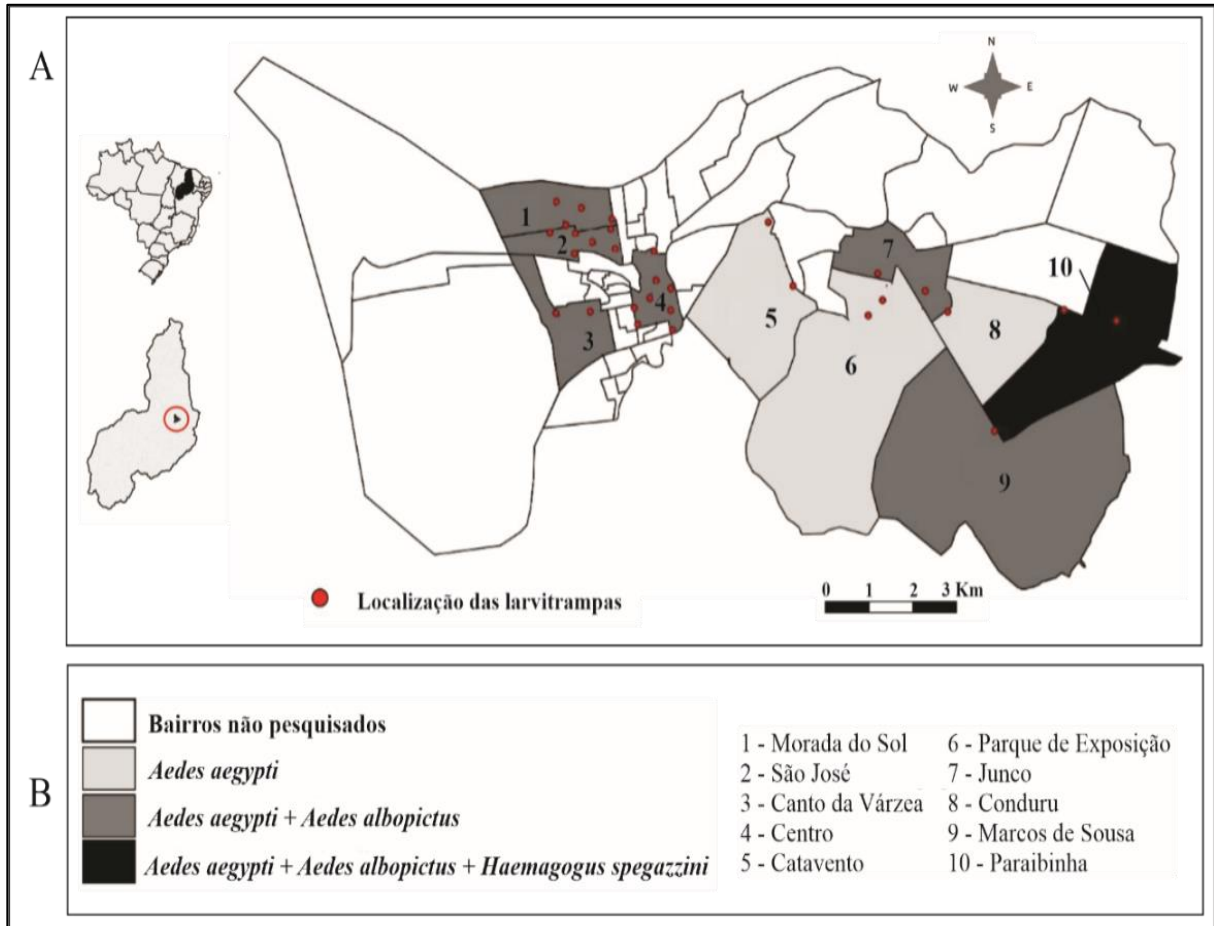 A
N
W
E
S
1
2
3
4
5
6
7
8
9
10
Localização das larvitrampas
0 1 2 3 Km
B
Bairros não pesquisados
Aedes aegypti
Aedes aegypti + Aedes albopictus
Aedes aegypti + Aedes albopictus + Haemagogus spegazzini
1 - Morada do Sol
2 - São José
3 - Canto da Várzea
4 - Centro
5 - Catavento
6 - Parque de Exposição
7 - Junco
8 - Conduru
9 - Marcos de Sousa
10 - Paraibinha